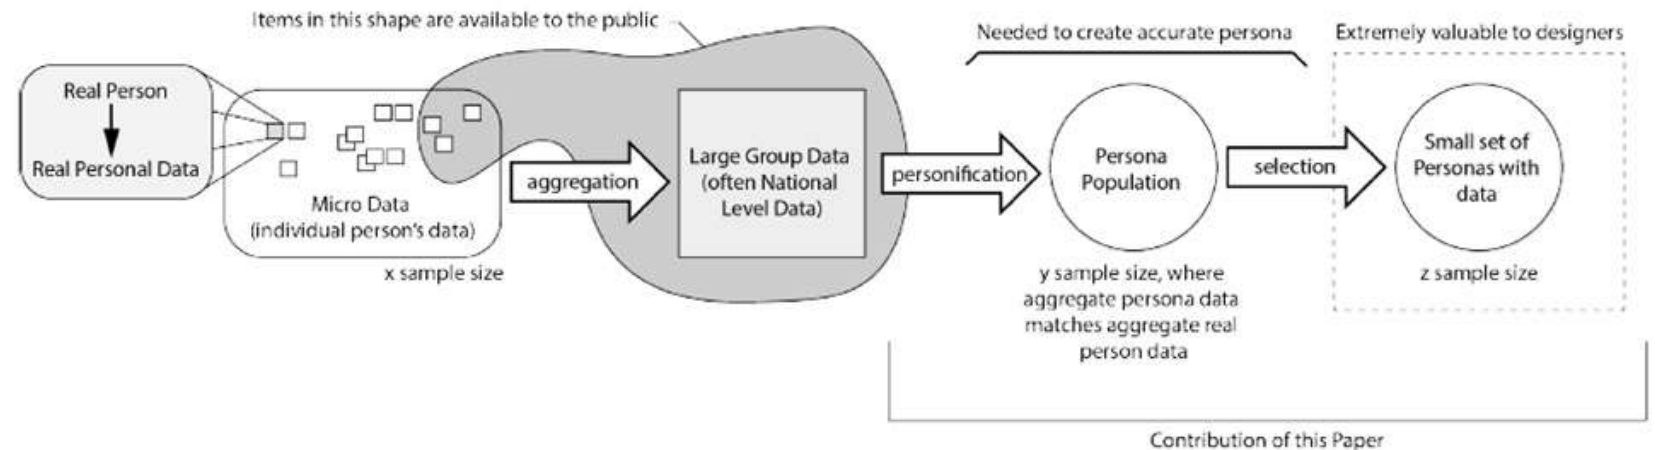 Items in this shape are available to the public
Needed to create accurate persona
Extremely valuable to designers
Real Person
Real Personal Data
Micro Data
(individual person's data)
x sample size
aggregation
Large Group Data
(often National
Level Data)
personification
Persona
Population
y sample size, where
aggregate persona data
matches aggregate real
person data
selection
Small set of
Personas with
data
z sample size
Contribution of this Paper